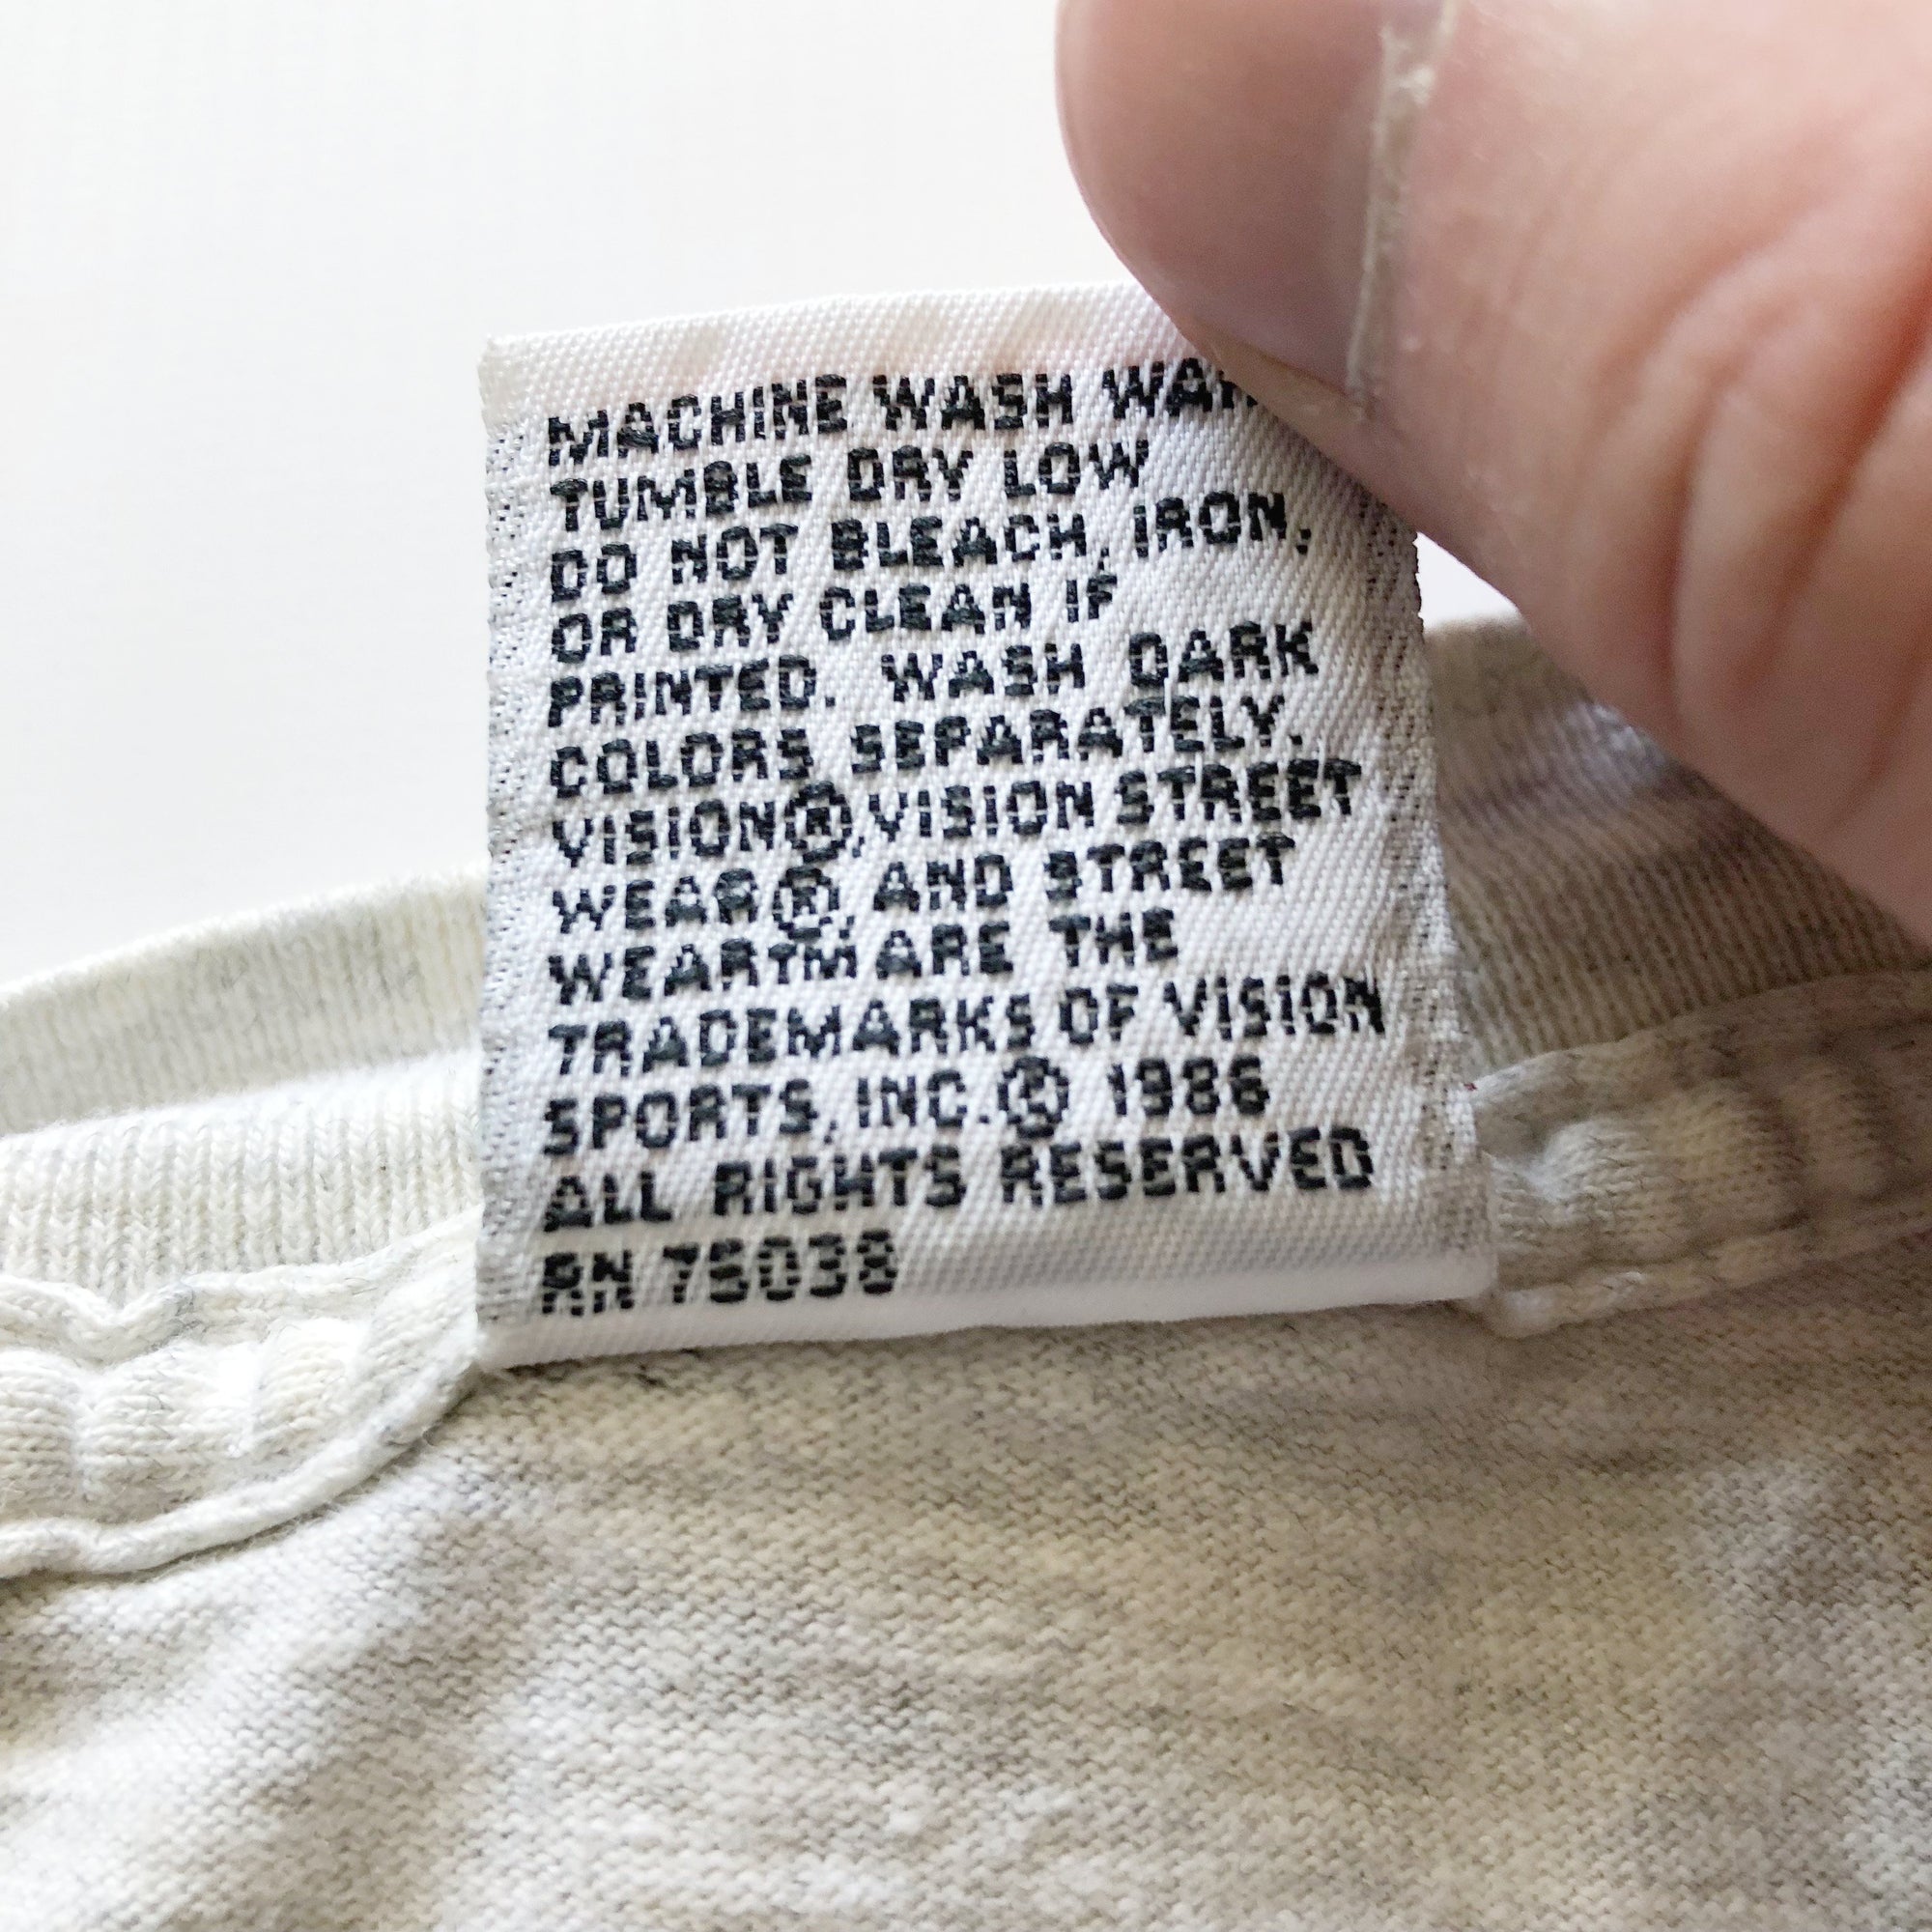 MACHINE WASH
TUMBLE DRY LOW
DO NOT BLEACH, IRON,
OR DRY CLEAN IF
PRINTED. WASH DARK
COLORS SEPARATELY.
VISION®,VISION STREET
WEAR®, AND STREET
WEARTM ARE THE
TRADEMARKS OF VISION
SPORTS, INC.© 1986
ALL RIGHTS RESERVED
RN 75038